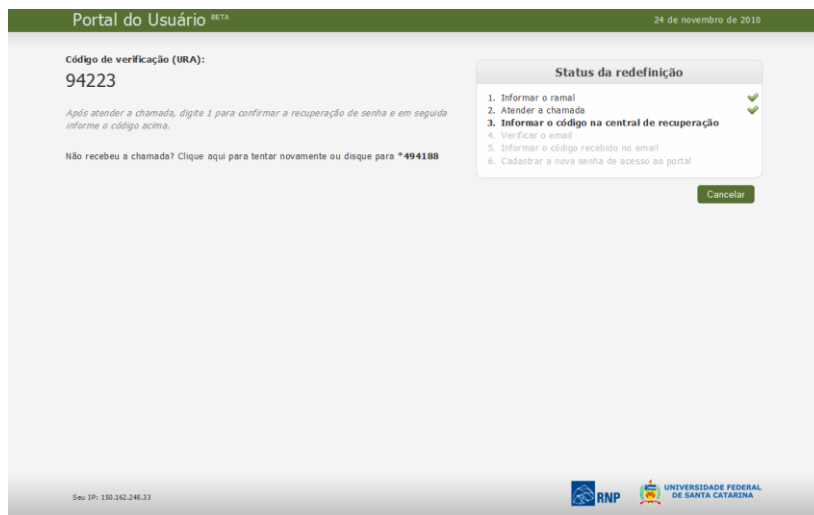 Portal do Usuário BETA
24 de novembro de 2010
Código de verificação (URA):
94223
Após atender a chamada, digite 1 para confirmar a recuperação de senha e em seguida
informe o código acima.
Não recebeu a chamada? Clique aqui para tentar novamente ou disque para *494188
Status da redefinição
1. Informar o ramal
2. Atender a chamada
3. Informar o código na central de recuperação
4. Verificar o email
5. Informar o código recebido no email
6. Cadastrar a nova senha de acesso ao portal
Cancelar
Seu IP: 150.162.248.33
RNP
UNIVERSIDADE FEDERAL
DE SANTA CATARINA